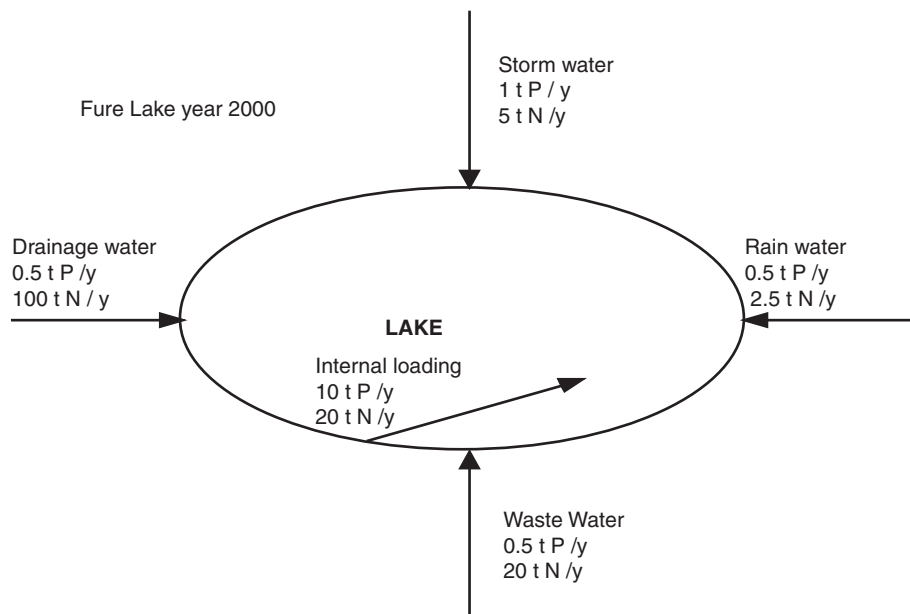 Fure Lake year 2000
Storm water
1 t P / y
5 t N /y
Drainage water
0.5 t P /y
100 t N / y
Rain water
0.5 t P/y
2.5 t N/y
LAKE
Internal loading
10 t P /y
20 t N /y
Waste Water
0.5 t P /y
20 t N /y